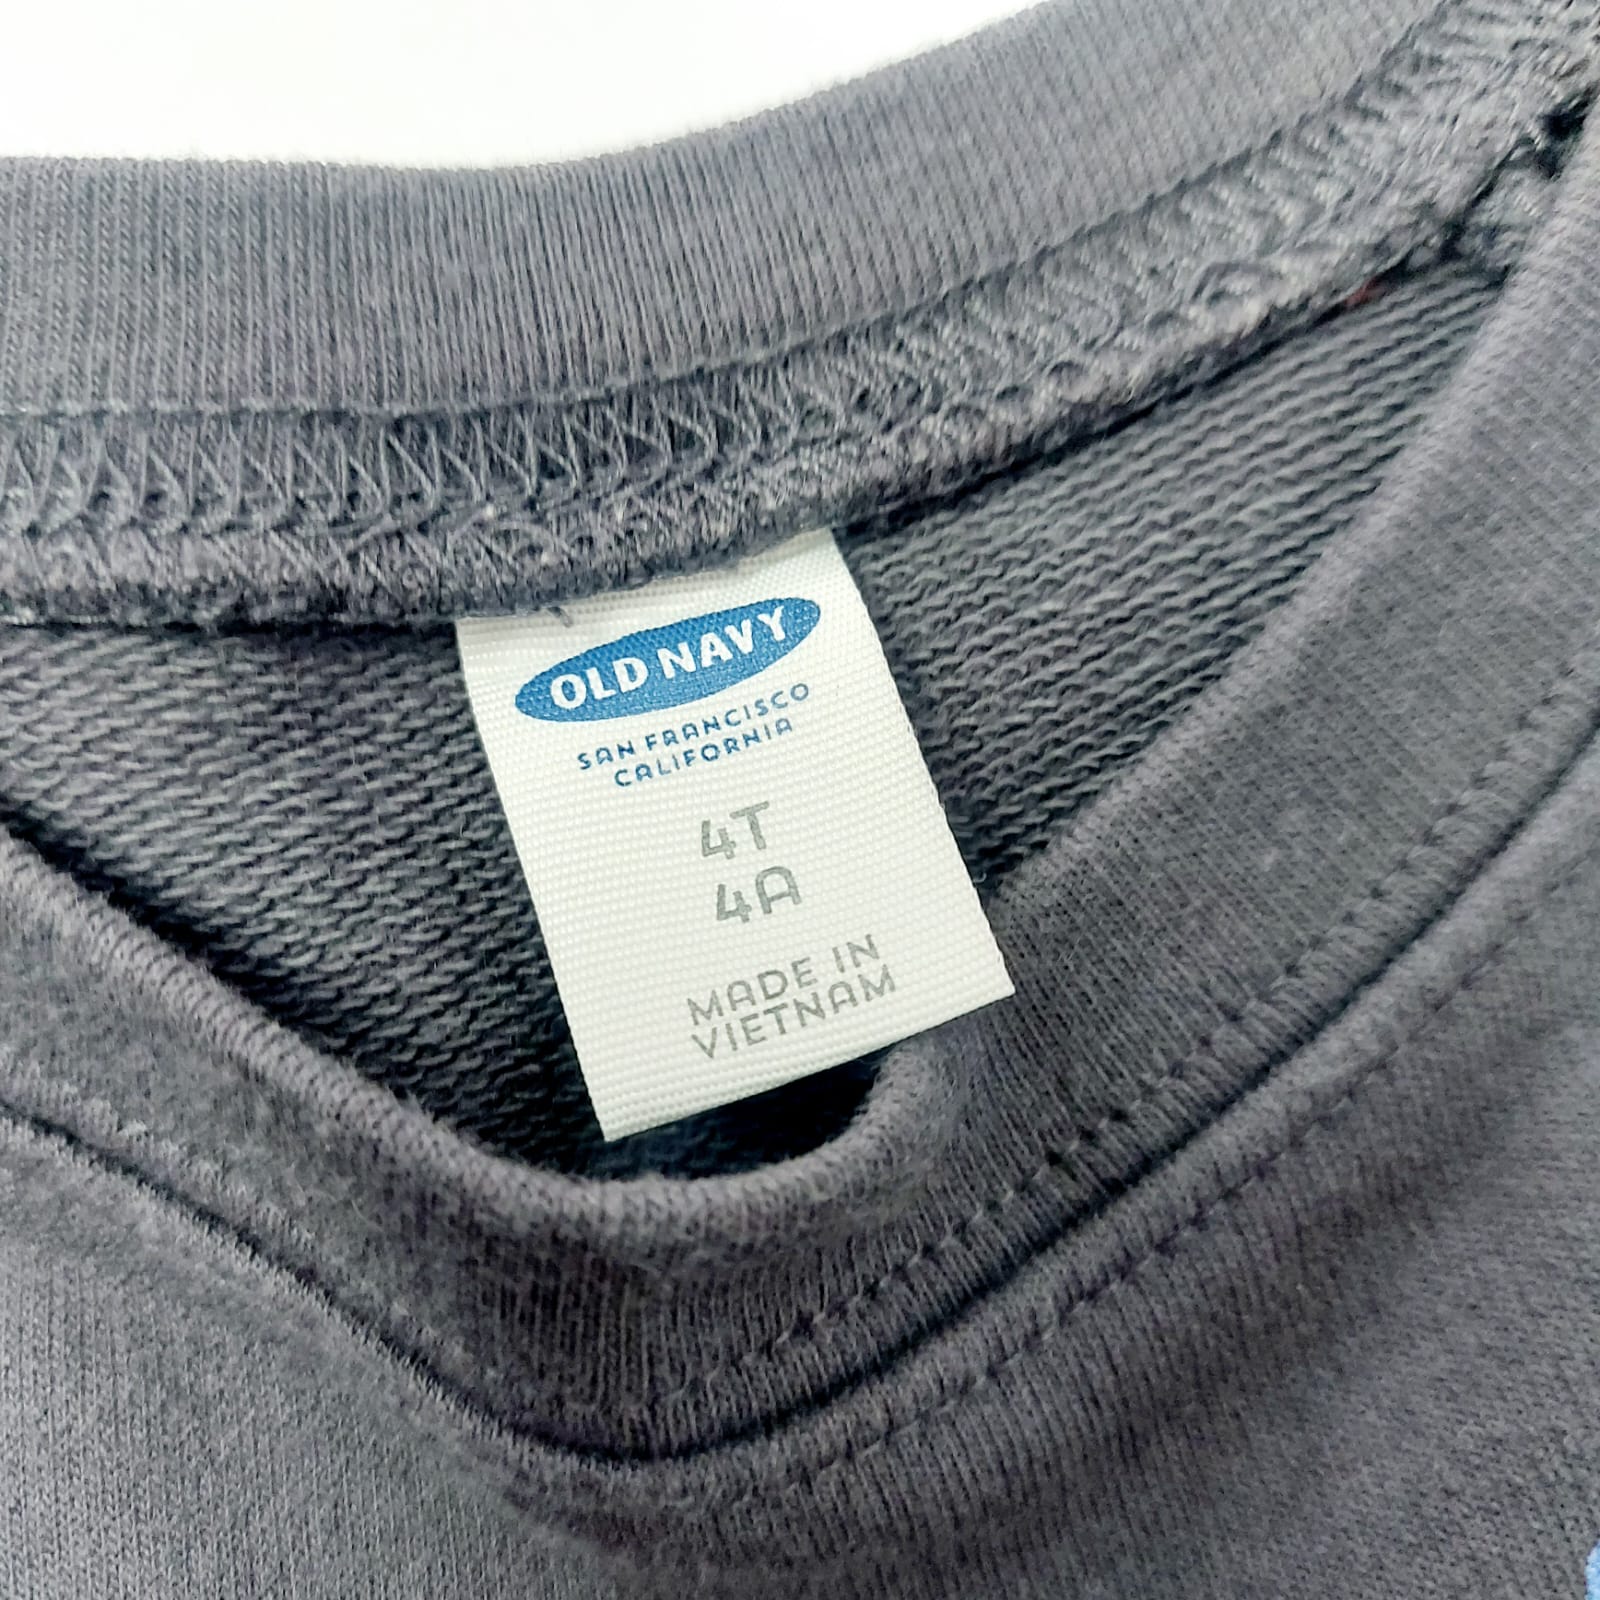 OLD NAVY
SAN FRANCISCO
CALIFORNIA
4T
4A
MADE IN
VIETNAM